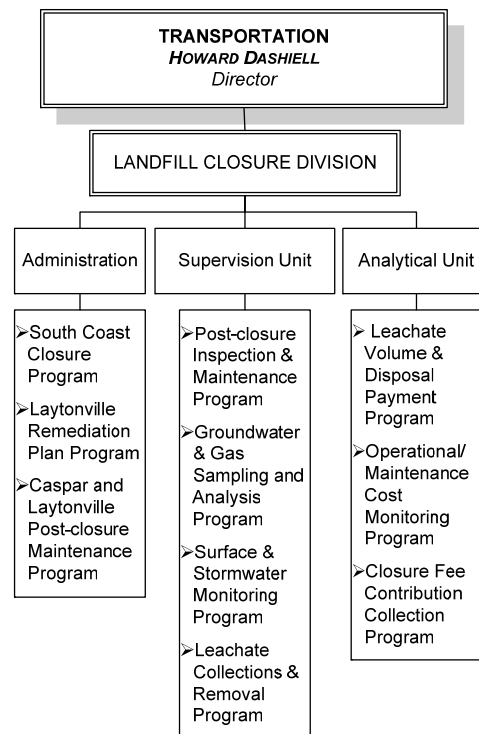 TRANSPORTATION
HOWARD DASHIELL
Director
LANDFILL CLOSURE DIVISION
Administration
➢South Coast
Closure
Program
➢Laytonville
Remediation
Plan Program
➢Caspar and
Laytonville
Post-closure
Maintenance
Program
Supervision Unit
➢Post-closure
Inspection &
Maintenance
Program
➢Groundwater
& Gas
Sampling and
Analysis
Program
➢Surface &
Stormwater
Monitoring
Program
➢Leachate
Collections &
Removal
Program
Analytical Unit
➢ Leachate
Volume &
Disposal
Payment
Program
➢Operational/
Maintenance
Cost
Monitoring
Program
➢Closure Fee
Contribution
Collection
Program